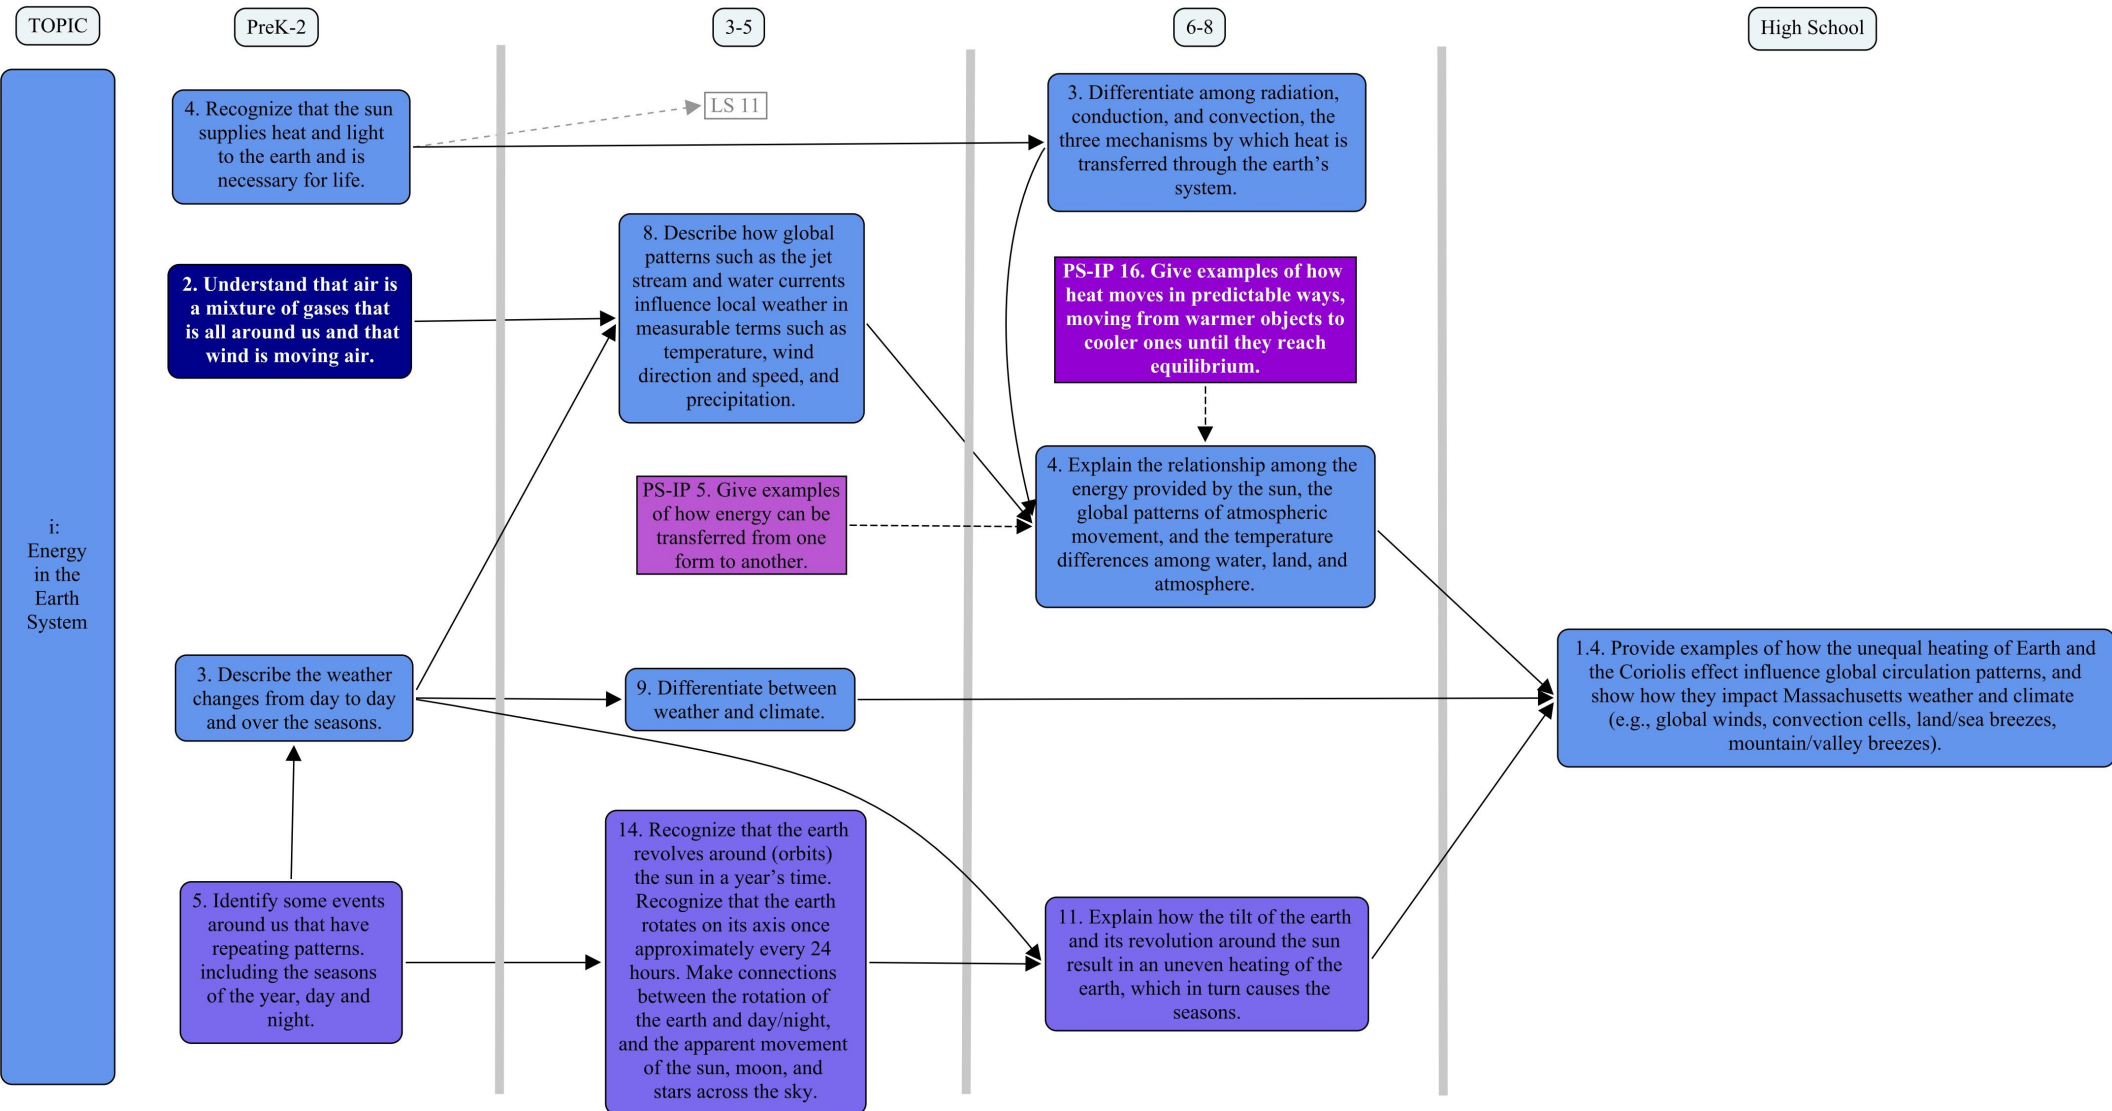 TOPIC
PreK-2
3-5
6-8
High School
i:
Energy
in the
Earth
System
4. Recognize that the sun
supplies heat and light
to the earth and is
necessary for life.
2. Understand that air is
a mixture of gases that
is all around us and that
wind is moving air.
3. Describe the weather
changes from day to day
and over the seasons.
5. Identify some events
around us that have
repeating patterns.
including the seasons
of the year, day and
night.
LS 11
8. Describe how global
patterns such as the jet
stream and water currents
influence local weather in
measurable terms such as
temperature, wind
direction and speed, and
precipitation.
PS-IP 5. Give examples
of how energy can be
transferred from one
form to another.
9. Differentiate between
weather and climate.
14. Recognize that the earth
revolves around (orbits)
the sun in a year’s time.
Recognize that the earth
rotates on its axis once
approximately every 24
hours. Make connections
between the rotation of
the earth and day/night,
and the apparent movement
of the sun, moon, and
stars across the sky.
3. Differentiate among radiation,
conduction, and convection, the
three mechanisms by which heat is
transferred through the earth’s
system.
PS-IP 16. Give examples of how
heat moves in predictable ways,
moving from warmer objects to
cooler ones until they reach
equilibrium.
4. Explain the relationship among the
energy provided by the sun, the
global patterns of atmospheric
movement, and the temperature
differences among water, land, and
atmosphere.
11. Explain how the tilt of the earth
and its revolution around the sun
result in an uneven heating of the
earth, which in turn causes the
seasons.
1.4. Provide examples of how the unequal heating of Earth and
the Coriolis effect influence global circulation patterns, and
show how they impact Massachusetts weather and climate
(e.g., global winds, convection cells, land/sea breezes,
mountain/valley breezes).